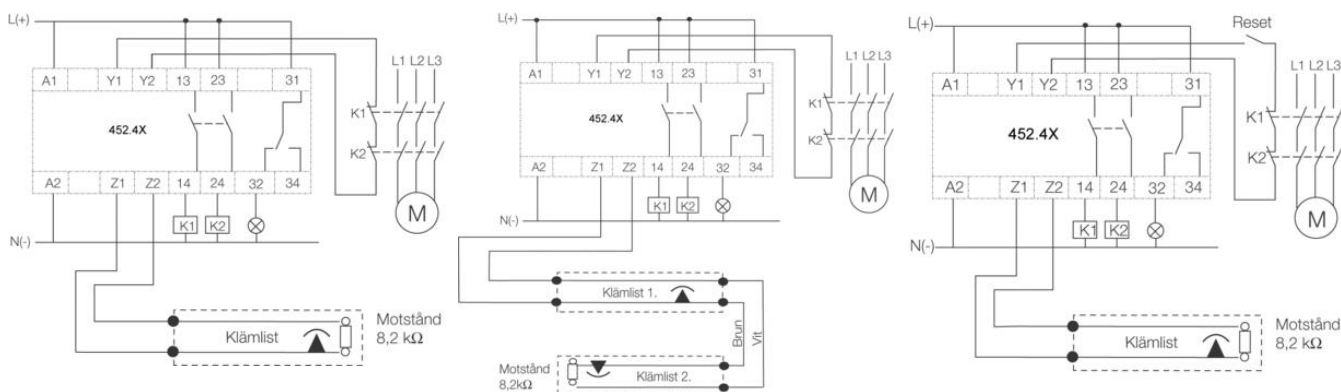 L(+)
L1 L2 L3
A1 Y1 Y2 13 23 31
K1
452.4X
K2
A2 Z1 Z2 14 24 32 34
K1 K2
M
N(-)
Klämlist
Motstånd
8,2 kΩ
L(+)
L1 L2 L3
A1 Y1 Y2 13 23 31
K1
452.4X
K2
A2 Z1 Z2 14 24 32 34
K1 K2
M
N(-)
Klämlist 1.
Brun
Vit
Motstånd
8,2kΩ
Klämlist 2.
L(+)
Reset
L1 L2 L3
A1 Y1 Y2 13 23 31
K1
452.4X
K2
A2 Z1 Z2 14 24 32 34
K1 K2
M
N(-)
Klämlist
Motstånd
8,2 kΩ